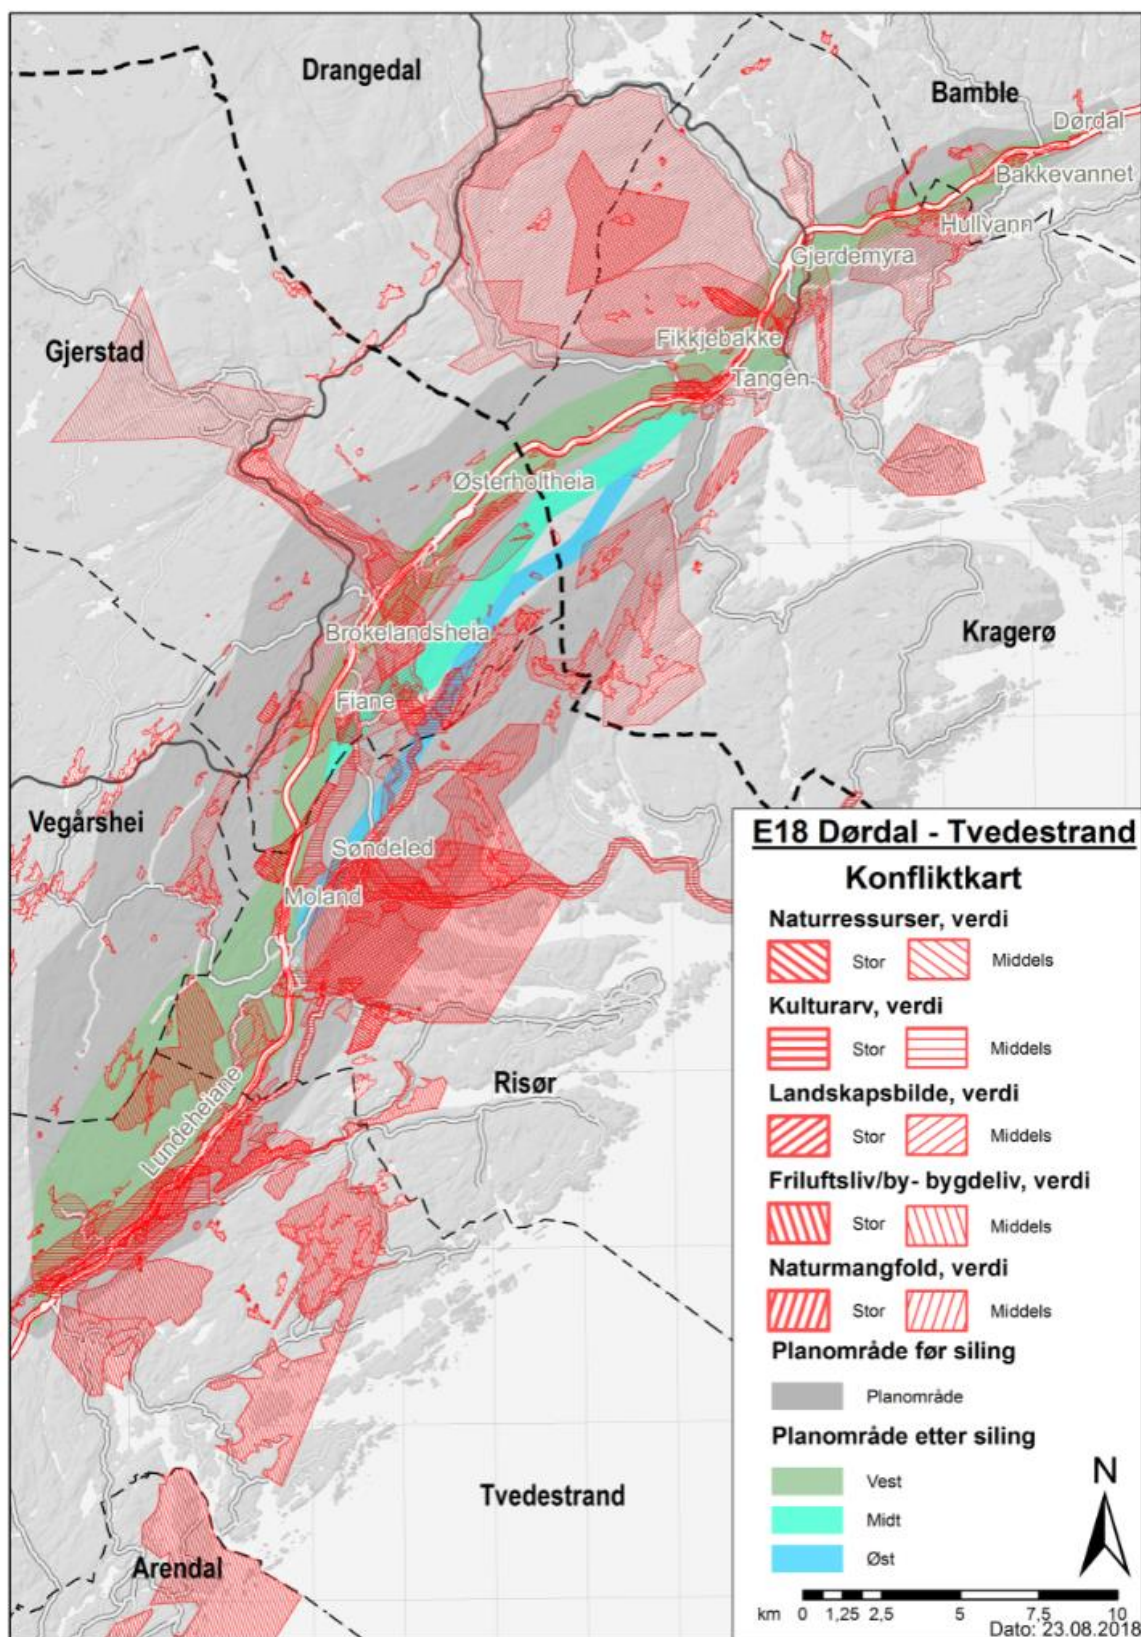 Drangedal
Bamble
Dørdal
Bakkevannet
Hullvann
Gjerdemyra
Fikkjebakke
Tangen
Gjerstad
Østerholtheia
Brokelandsheia
Kragerø
Fiane
Vegårshei
Søndeled
Moland
Risør
Lundeheiane
Tvedestrand
Arendal
E18 Dørdal - Tvedestrand
Konfliktkart
Naturressurser, verdi
Stor Middels
Kulturarv, verdi
Stor Middels
Landskapsbilde, verdi
Stor Middels
Friluftsliv/by- bygdeliv, verdi
Stor Middels
Naturmangfold, verdi
Stor Middels
Planområde før siling
Planområde
Planområde etter siling
Vest
Midt
Øst
N
km 0 1,25 2,5 5 7,5 10
Dato: 23.08.2018